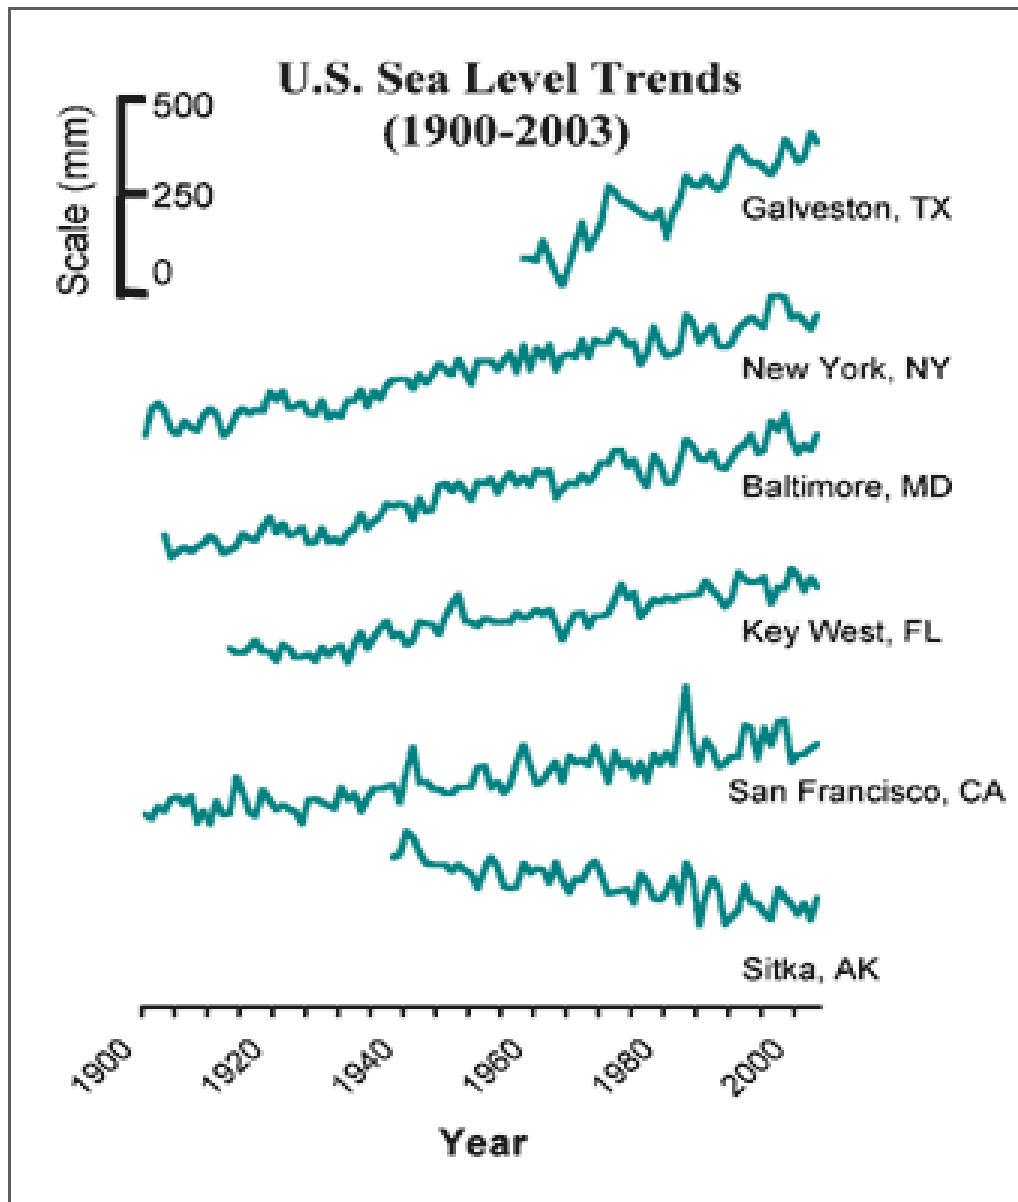 U.S. Sea Level Trends
(1900-2003)
Scale (mm)
500
250
0
Galveston, TX
New York, NY
Baltimore, MD
Key West, FL
San Francisco, CA
Sitka, AK
1900 1920 1940 1960 1980 2000
Year